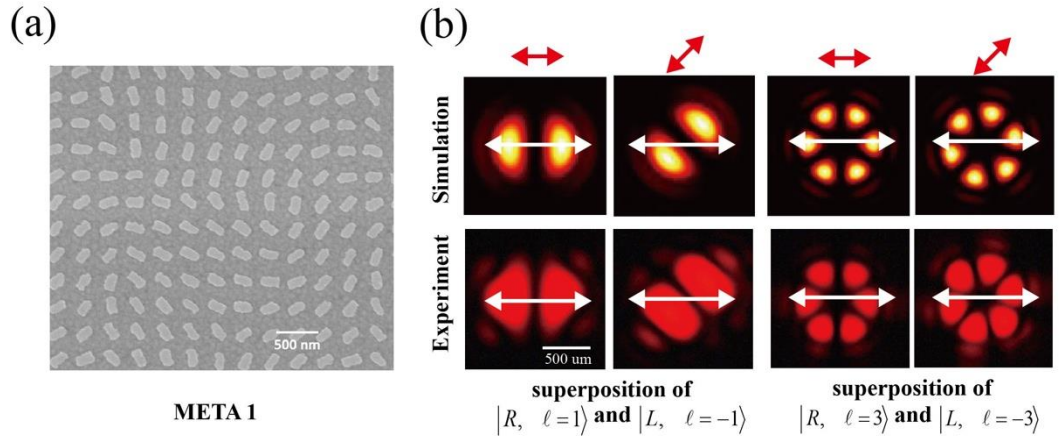 (a)
(b)
Simulation
Experiment
500 nm
500 um
META 1
superposition of
|R, ℓ=1⟩ and |L, ℓ=-1⟩
superposition of
|R, ℓ=3⟩ and |L, ℓ=-3⟩